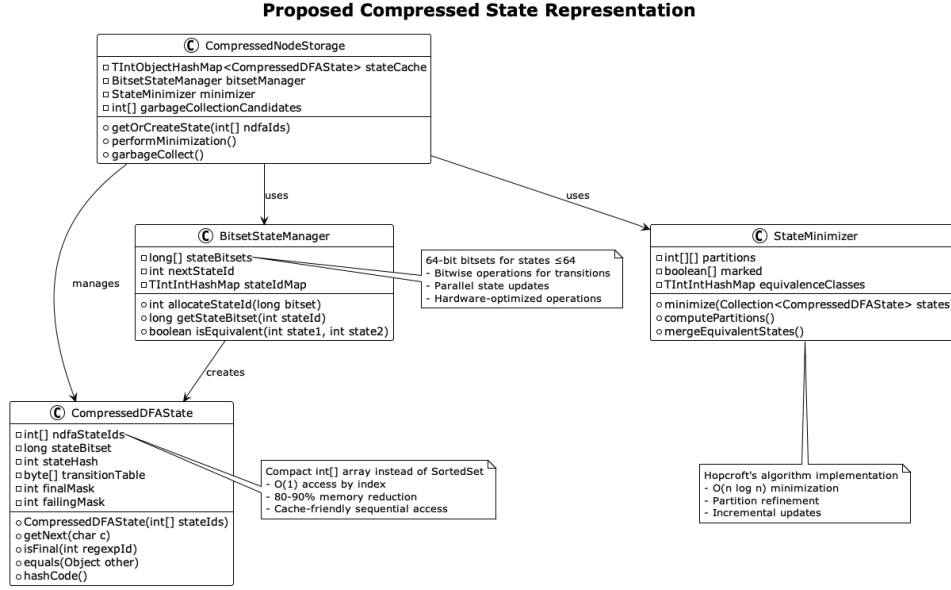 Proposed Compressed State Representation
C CompressedNodeStorage
TIntObjectHashMap<CompressedDFAState> stateCache
BitsetStateManager bitsetManager
StateMinimizer minimizer
int[] garbageCollectionCandidates
getOrCreateState(int[] ndfaIds)
performMinimization()
garbageCollect()
uses
uses
manages
C BitsetStateManager
long[] stateBitsets
int nextStateId
TIntIntHashMap stateIdMap
int allocateStateId(long bitset)
long getStateBitset(int stateId)
boolean isEquivalent(int state1, int state2)
64-bit bitsets for states ≤64
- Bitwise operations for transitions
- Parallel state updates
- Hardware-optimized operations
C StateMinimizer
int[][] partitions
boolean[] marked
TIntIntHashMap equivalenceClasses
minimize(Collection<CompressedDFAState> states
computePartitions()
mergeEquivalentStates()
creates
C CompressedDFAState
int[] ndfaStateIds
long stateBitset
int stateHash
byte[] transitionTable
int finalMask
int failingMask
CompressedDFAState(int[] stateIds)
getNext(char c)
isFinal(int regexpId)
equals(Object other)
hashCode()
Compact int[] array instead of SortedSet
- O(1) access by index
- 80-90% memory reduction
- Cache-friendly sequential access
Hopcroft's algorithm implementation
- O(n log n) minimization
- Partition refinement
- Incremental updates